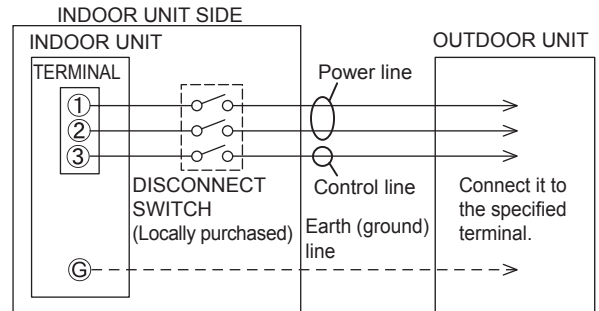 INDOOR UNIT SIDE
INDOOR UNIT
OUTDOOR UNIT
TERMINAL
Power line
①
②
③
DISCONNECT
SWITCH
(Locally purchased)
Control line
Earth (ground)
line
Connect it to
the specified
terminal.
Ⓖ